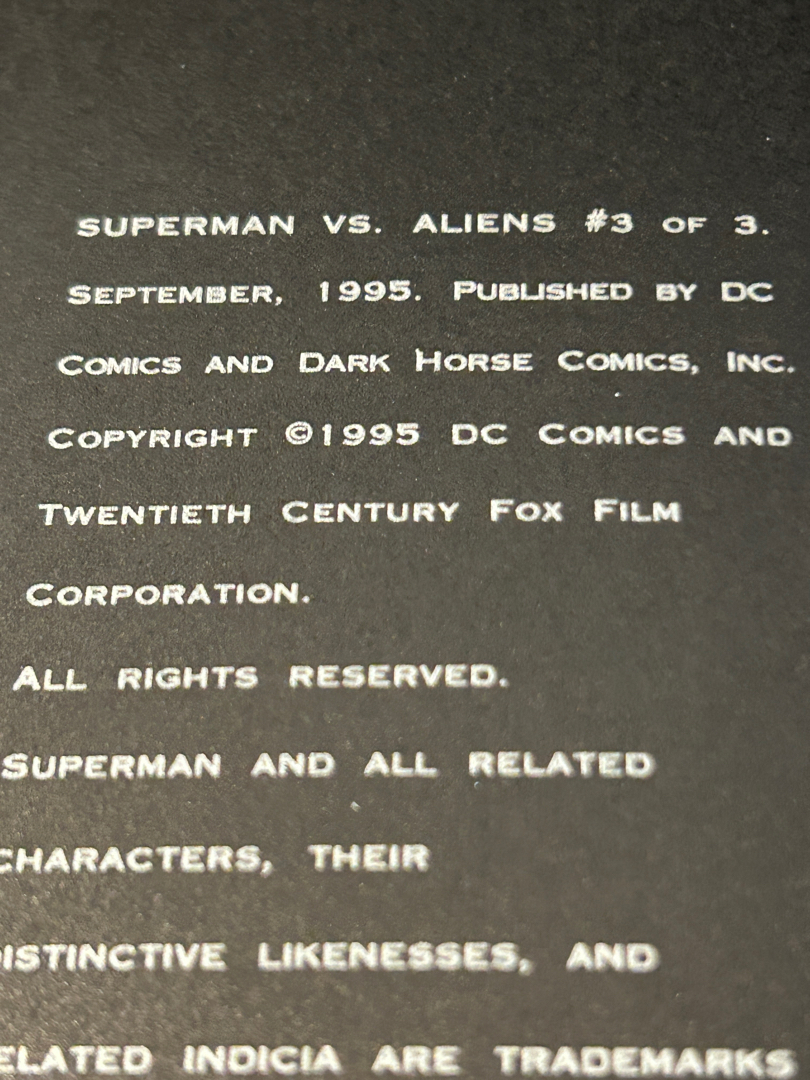 SUPERMAN VS. ALIENS #3 OF 3.
SEPTEMBER, 1995. PUBLISHED BY DC
COMICS AND DARK HORSE COMICS, INC.
COPYRIGHT ©1995 DC COMICS AND
TWENTIETH CENTURY FOX FILM
CORPORATION.
ALL RIGHTS RESERVED.
SUPERMAN AND ALL RELATED
CHARACTERS, THEIR
DISTINCTIVE LIKENESSES, AND
RELATED INDICIA ARE TRADEMARKS